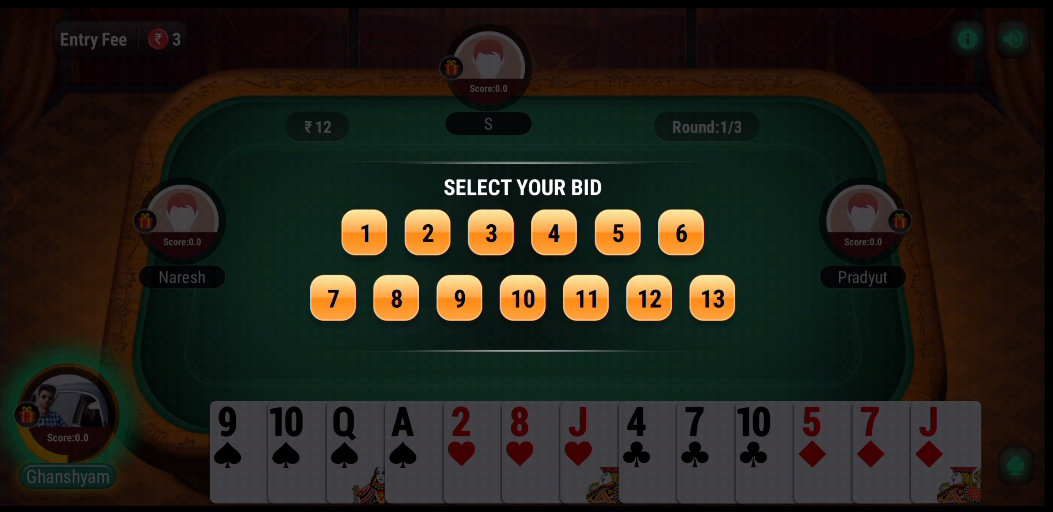 Entry Fee ₹ 3
Score:0.0
S
₹ 12
Round:1/3
SELECT YOUR BID
1 2 3 4 5 6
7 8 9 10 11 12 13
Score:0.0
Naresh
Score:0.0
Pradyut
Score:0.0
Ghanshyam
9 10 Q A 2 8 J 4 7 10 5 7 J